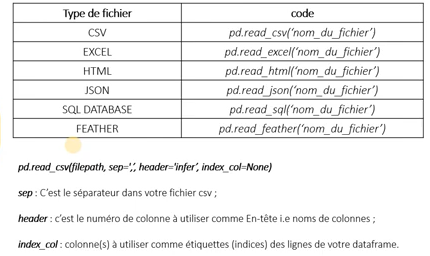 Type de fichier code
CSV pd.read_csv('nom_du_fichier')
EXCEL pd.read_excel('nom_du_fichier')
HTML pd.read_html('nom_du_fichier')
JSON pd.read_json('nom_du_fichier')
SQL DATABASE pd.read_sql('nom_du_fichier')
FEATHER pd.read_feather('nom_du_fichier')
pd.read_csv(filepath, sep=',', header='infer', index_col=None)
sep : C'est le séparateur dans votre fichier csv ;
header : c'est le numéro de colonne à utiliser comme En-tête i.e noms de colonnes ;
index_col : colonne(s) à utiliser comme étiquettes (indices) des lignes de votre dataframe.